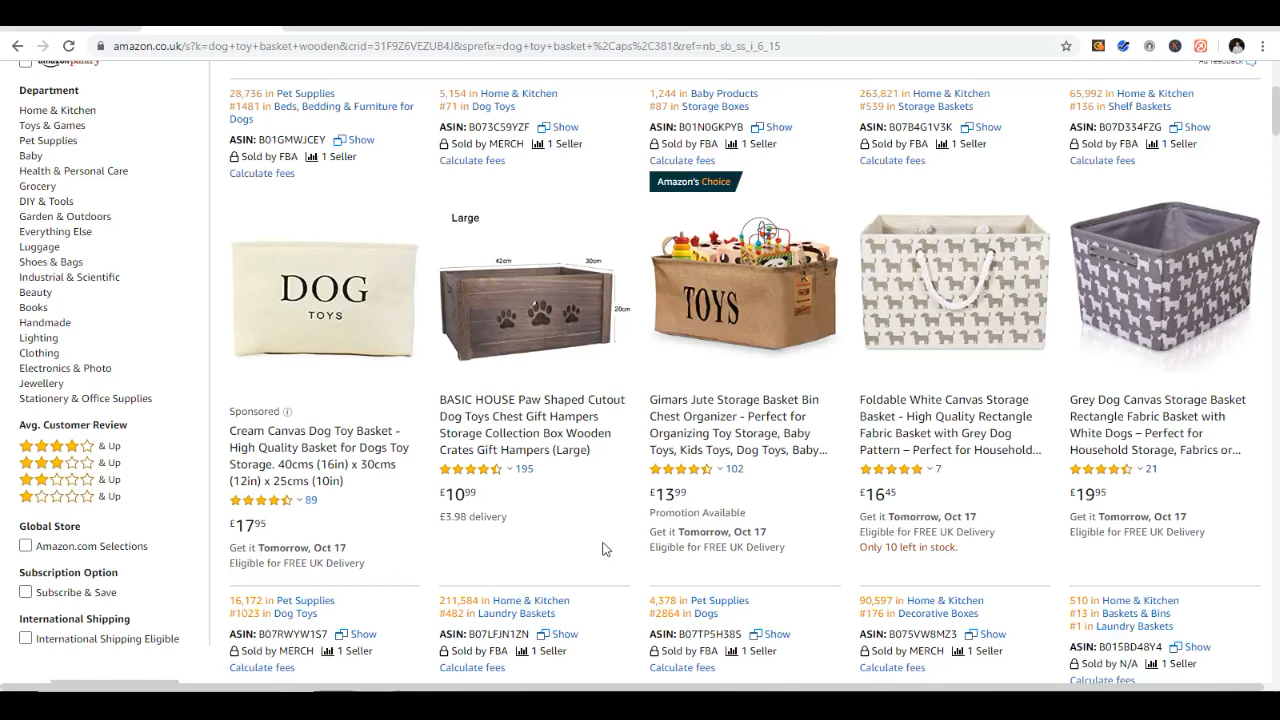 amazon.co.uk/s?k=dog+toy+basket+wooden&crid=31F9Z6VEZUB4J&sprefix=dog+toy+basket+%2Caps%2C381&ref=nb_sb_ss_i_6_15
amazonpantry
Ad feedback
Department
Home & Kitchen
Toys & Games
Pet Supplies
Baby
Health & Personal Care
Grocery
DIY & Tools
Garden & Outdoors
Everything Else
Luggage
Shoes & Bags
Industrial & Scientific
Beauty
Books
Handmade
Lighting
Clothing
Electronics & Photo
Jewellery
Stationery & Office Supplies
Avg. Customer Review
& Up
& Up
& Up
& Up
Global Store
Amazon.com Selections
Subscription Option
Subscribe & Save
International Shipping
International Shipping Eligible
28,736 in Pet Supplies
#1481 in Beds, Bedding & Furniture for
Dogs
ASIN: B01GMWJCEY Show
Sold by FBA 1 Seller
Calculate fees
DOG
TOYS
Sponsored
Cream Canvas Dog Toy Basket -
High Quality Basket for Dogs Toy
Storage. 40cms (16in) x 30cms
(12in) x 25cms (10in)
89
£1795
Get it Tomorrow, Oct 17
Eligible for FREE UK Delivery
5,154 in Home & Kitchen
#71 in Dog Toys
ASIN: B073C59YZF Show
Sold by MERCH 1 Seller
Calculate fees
Large
42cm
30cm
20cm
BASIC HOUSE Paw Shaped Cutout
Dog Toys Chest Gift Hampers
Storage Collection Box Wooden
Crates Gift Hampers (Large)
195
£1099
£3.98 delivery
1,244 in Baby Products
#87 in Storage Boxes
ASIN: B01N0GKPYB Show
Sold by FBA 1 Seller
Calculate fees
Amazon's Choice
TOYS
Gimars Jute Storage Basket Bin
Chest Organizer - Perfect for
Organizing Toy Storage, Baby
Toys, Kids Toys, Dog Toys, Baby...
102
£1399
Promotion Available
Get it Tomorrow, Oct 17
Eligible for FREE UK Delivery
263,821 in Home & Kitchen
#539 in Storage Baskets
ASIN: B07B4G1V3K Show
Sold by FBA 1 Seller
Calculate fees
Foldable White Canvas Storage
Basket - High Quality Rectangle
Fabric Basket with Grey Dog
Pattern – Perfect for Household...
7
£1645
Get it Tomorrow, Oct 17
Eligible for FREE UK Delivery
Only 10 left in stock.
65,992 in Home & Kitchen
#136 in Shelf Baskets
ASIN: B07D334FZG Show
Sold by FBA 1 Seller
Calculate fees
Grey Dog Canvas Storage Basket
Rectangle Fabric Basket with
White Dogs – Perfect for
Household Storage, Fabrics or...
21
£1995
Get it Tomorrow, Oct 17
Eligible for FREE UK Delivery
16,172 in Pet Supplies
#1023 in Dog Toys
ASIN: B07RWYW1S7 Show
Sold by MERCH 1 Seller
Calculate fees
211,584 in Home & Kitchen
#482 in Laundry Baskets
ASIN: B07LFJN1ZN Show
Sold by FBA 1 Seller
Calculate fees
4,378 in Pet Supplies
#2864 in Dogs
ASIN: B07TP5H38S Show
Sold by FBA 1 Seller
Calculate fees
90,597 in Home & Kitchen
#176 in Decorative Boxes
ASIN: B075VW8MZ3 Show
Sold by MERCH 1 Seller
Calculate fees
510 in Home & Kitchen
#13 in Baskets & Bins
#1 in Laundry Baskets
ASIN: B015BD48Y4 Show
Sold by N/A 1 Seller
Calculate fees